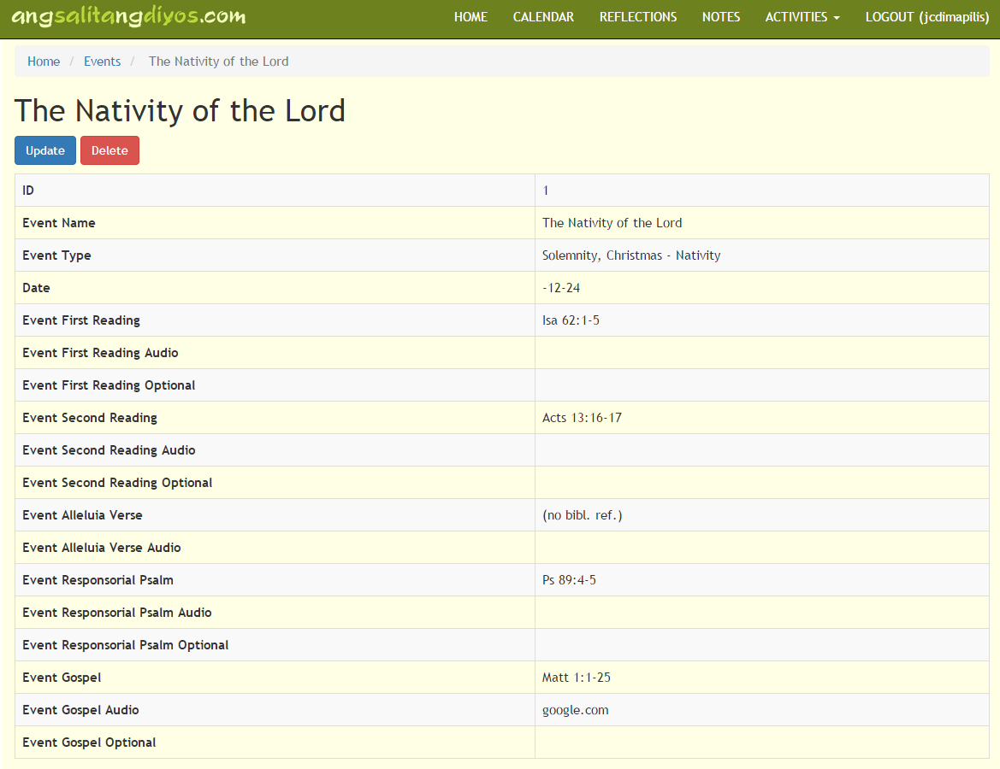 angsalitangdiyos.com HOME CALENDAR REFLECTIONS NOTES ACTIVITIES LOGOUT (jcdimapilis)
Home / Events / The Nativity of the Lord
The Nativity of the Lord
Update Delete
ID 1
Event Name The Nativity of the Lord
Event Type Solemnity, Christmas - Nativity
Date -12-24
Event First Reading Isa 62:1-5
Event First Reading Audio
Event First Reading Optional
Event Second Reading Acts 13:16-17
Event Second Reading Audio
Event Second Reading Optional
Event Alleluia Verse (no bibl. ref.)
Event Alleluia Verse Audio
Event Responsorial Psalm Ps 89:4-5
Event Responsorial Psalm Audio
Event Responsorial Psalm Optional
Event Gospel Matt 1:1-25
Event Gospel Audio google.com
Event Gospel Optional